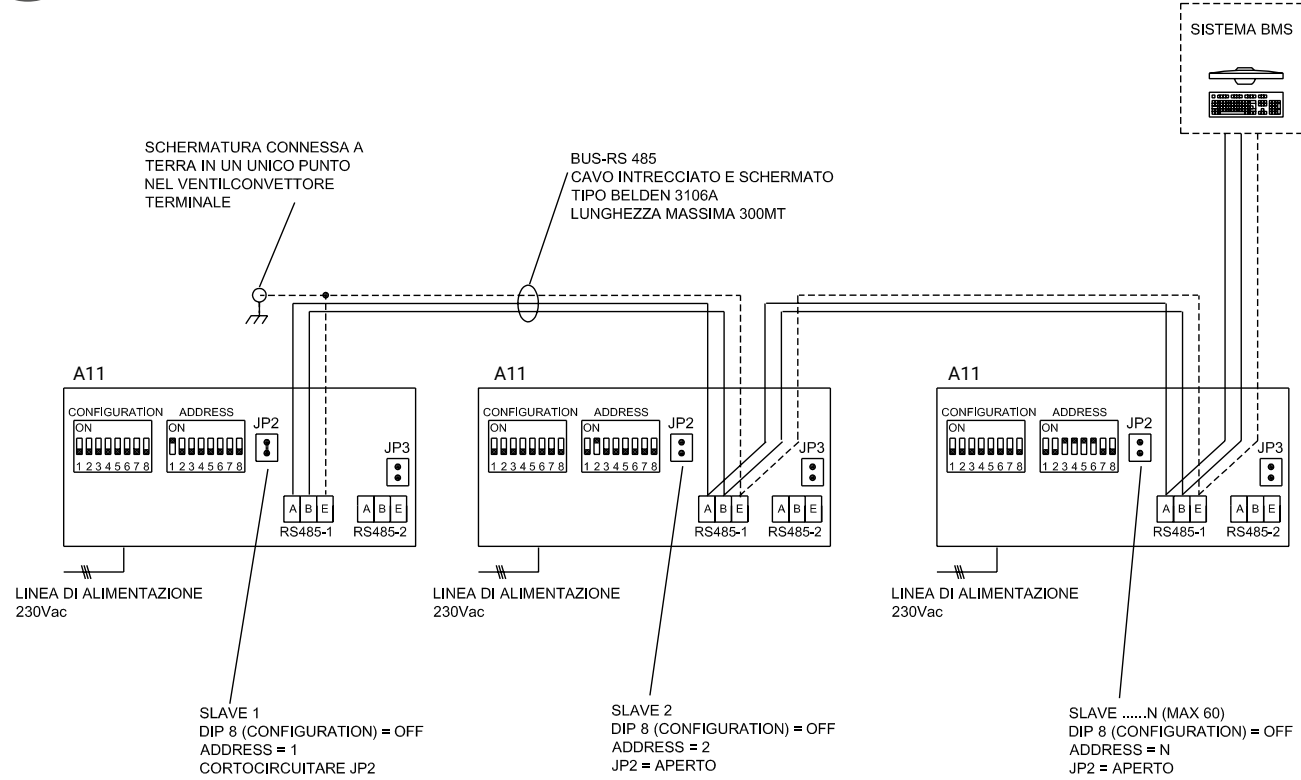 SISTEMA BMS
SCHERMATURA CONNESSA A
TERRA IN UN UNICO PUNTO
NEL VENTILCONVETTORE
TERMINALE
BUS-RS 485
CAVO INTRECCIATO E SCHERMATO
TIPO BELDEN 3106A
LUNGHEZZA MASSIMA 300MT
A11
CONFIGURATION ADDRESS
ON ON
JP2
1 2 3 4 5 6 7 8 1 2 3 4 5 6 7 8
JP3
A B E A B E
RS485-1 RS485-2
LINEA DI ALIMENTAZIONE
230Vac
A11
CONFIGURATION ADDRESS
ON ON
JP2
1 2 3 4 5 6 7 8 1 2 3 4 5 6 7 8
JP3
A B E A B E
RS485-1 RS485-2
LINEA DI ALIMENTAZIONE
230Vac
A11
CONFIGURATION ADDRESS
ON ON
JP2
1 2 3 4 5 6 7 8 1 2 3 4 5 6 7 8
JP3
A B E A B E
RS485-1 RS485-2
LINEA DI ALIMENTAZIONE
230Vac
SLAVE 1
DIP 8 (CONFIGURATION) = OFF
ADDRESS = 1
CORTOCIRCUITARE JP2
SLAVE 2
DIP 8 (CONFIGURATION) = OFF
ADDRESS = 2
JP2 = APERTO
SLAVE ......N (MAX 60)
DIP 8 (CONFIGURATION) = OFF
ADDRESS = N
JP2 = APERTO